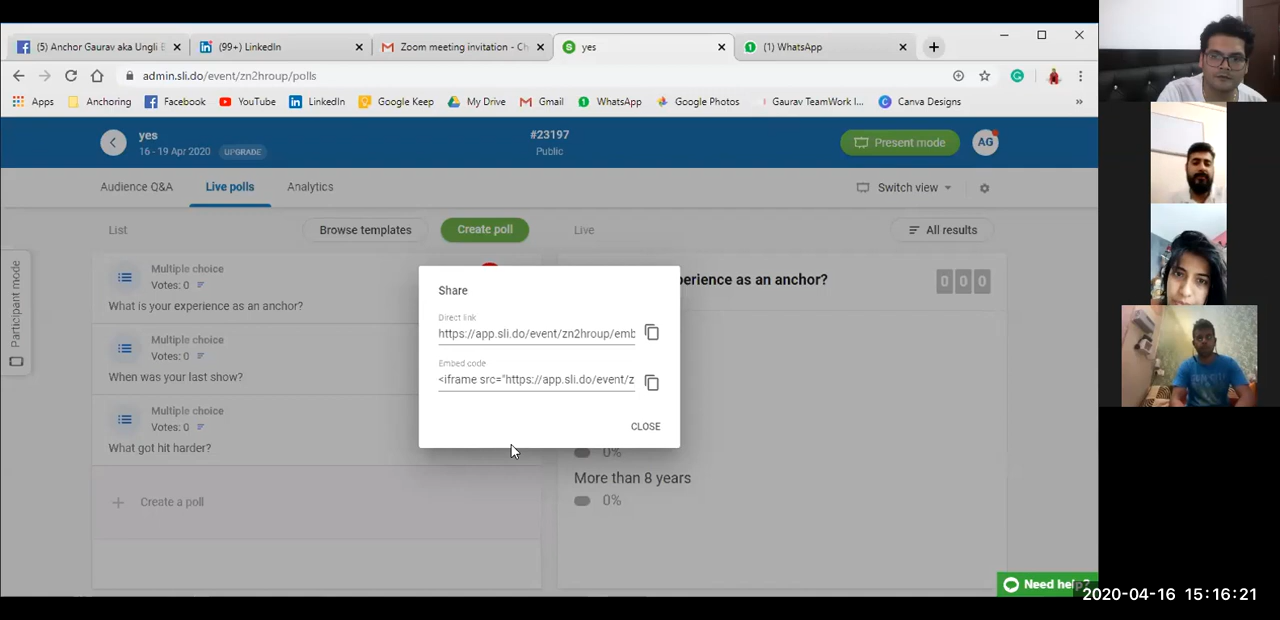 (5) Anchor Gaurav aka Ungli
(99+) LinkedIn
Zoom meeting invitation - Ch
yes
(1) WhatsApp
admin.sli.do/event/zn2hroup/polls
Apps
Anchoring
Facebook
YouTube
LinkedIn
Google Keep
My Drive
Gmail
WhatsApp
Google Photos
Gaurav TeamWork I...
Canva Designs
»
yes
16 - 19 Apr 2020
UPGRADE
#23197
Public
Present mode
AG
Audience Q&A
Live polls
Analytics
Switch view
List
Browse templates
Create poll
Live
All results
Participant mode
Multiple choice
Votes: 0
What is your experience as an anchor?
Multiple choice
Votes: 0
When was your last show?
Multiple choice
Votes: 0
What got hit harder?
+ Create a poll
perience as an anchor?
0 0 0
Share
Direct link
https://app.sli.do/event/zn2hroup/emb
Embed code
<iframe src="https://app.sli.do/event/z
CLOSE
0%
More than 8 years
0%
Need help?
2020-04-16 15:16:21